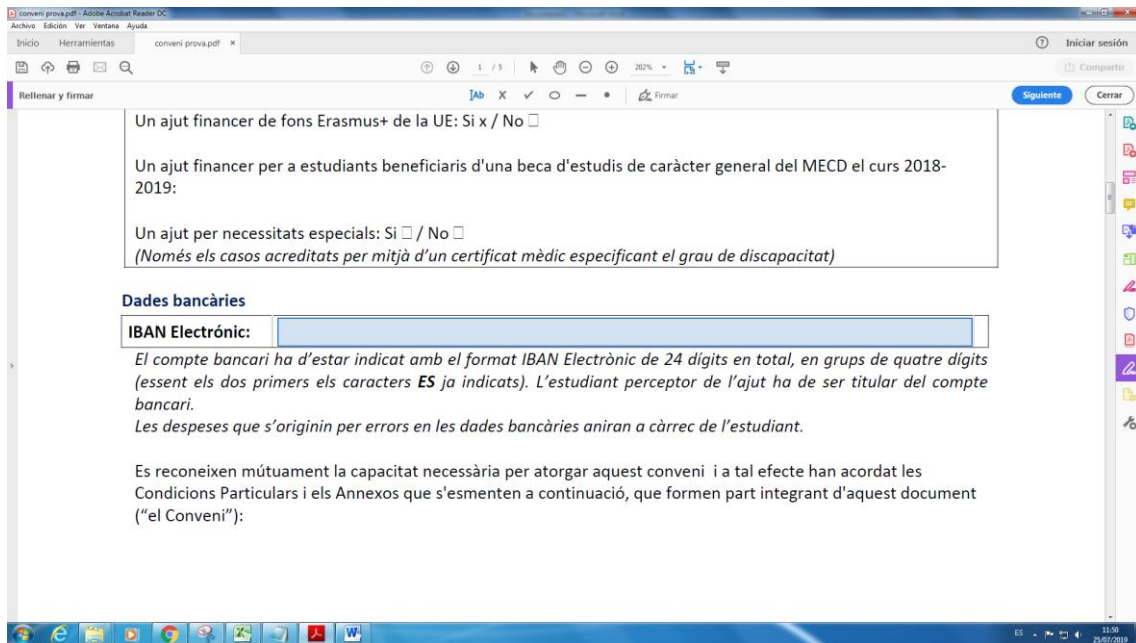 conveni prova.pdf - Adobe Acrobat Reader DC
Archivo Edición Ver Ventana Ayuda
Inicio Herramientas conveni prova.pdf × Iniciar sesión
1 / 5 202% Compartir
Rellenar y firmar Ab Firmar Siguiente Cerrar
Un ajut financer de fons Erasmus+ de la UE: Si x / No □
Un ajut financer per a estudiants beneficiaris d'una beca d'estudis de caràcter general del MECD el curs 2018-
2019:
Un ajut per necessitats especials: Si □ / No □
(Només els casos acreditats per mitjà d’un certificat mèdic especificant el grau de discapacitat)
Dades bancàries
IBAN Electrónic:
El compte bancari ha d’estar indicat amb el format IBAN Electrònic de 24 dígits en total, en grups de quatre dígits
(essent els dos primers els caracters ES ja indicats). L’estudiant perceptor de l’ajut ha de ser titular del compte
bancari.
Les despeses que s’originin per errors en les dades bancàries aniran a càrrec de l’estudiant.
Es reconeixen mútuament la capacitat necessària per atorgar aquest conveni i a tal efecte han acordat les
Condicions Particulars i els Annexos que s'esmenten a continuació, que formen part integrant d'aquest document
(“el Conveni”):
ES 11:50
25/07/2019